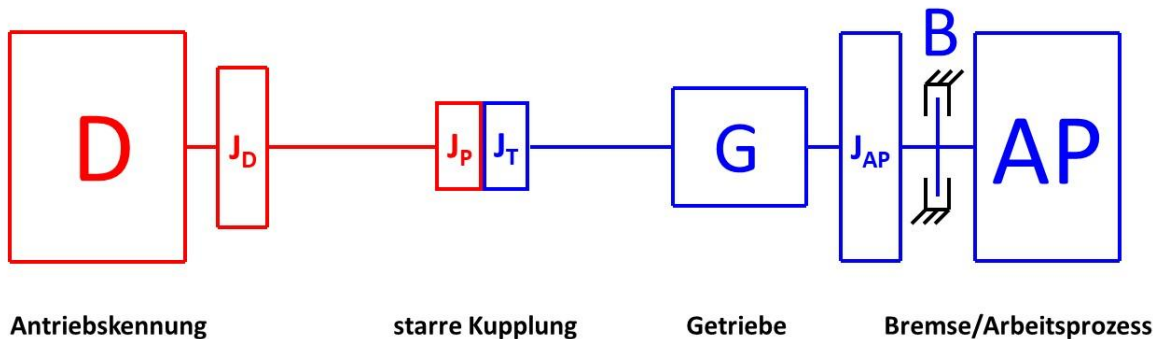 D
J_D
J_P
J_T
G
J_AP
B
AP
Antriebskennung
starre Kupplung
Getriebe
Bremse/Arbeitsprozess